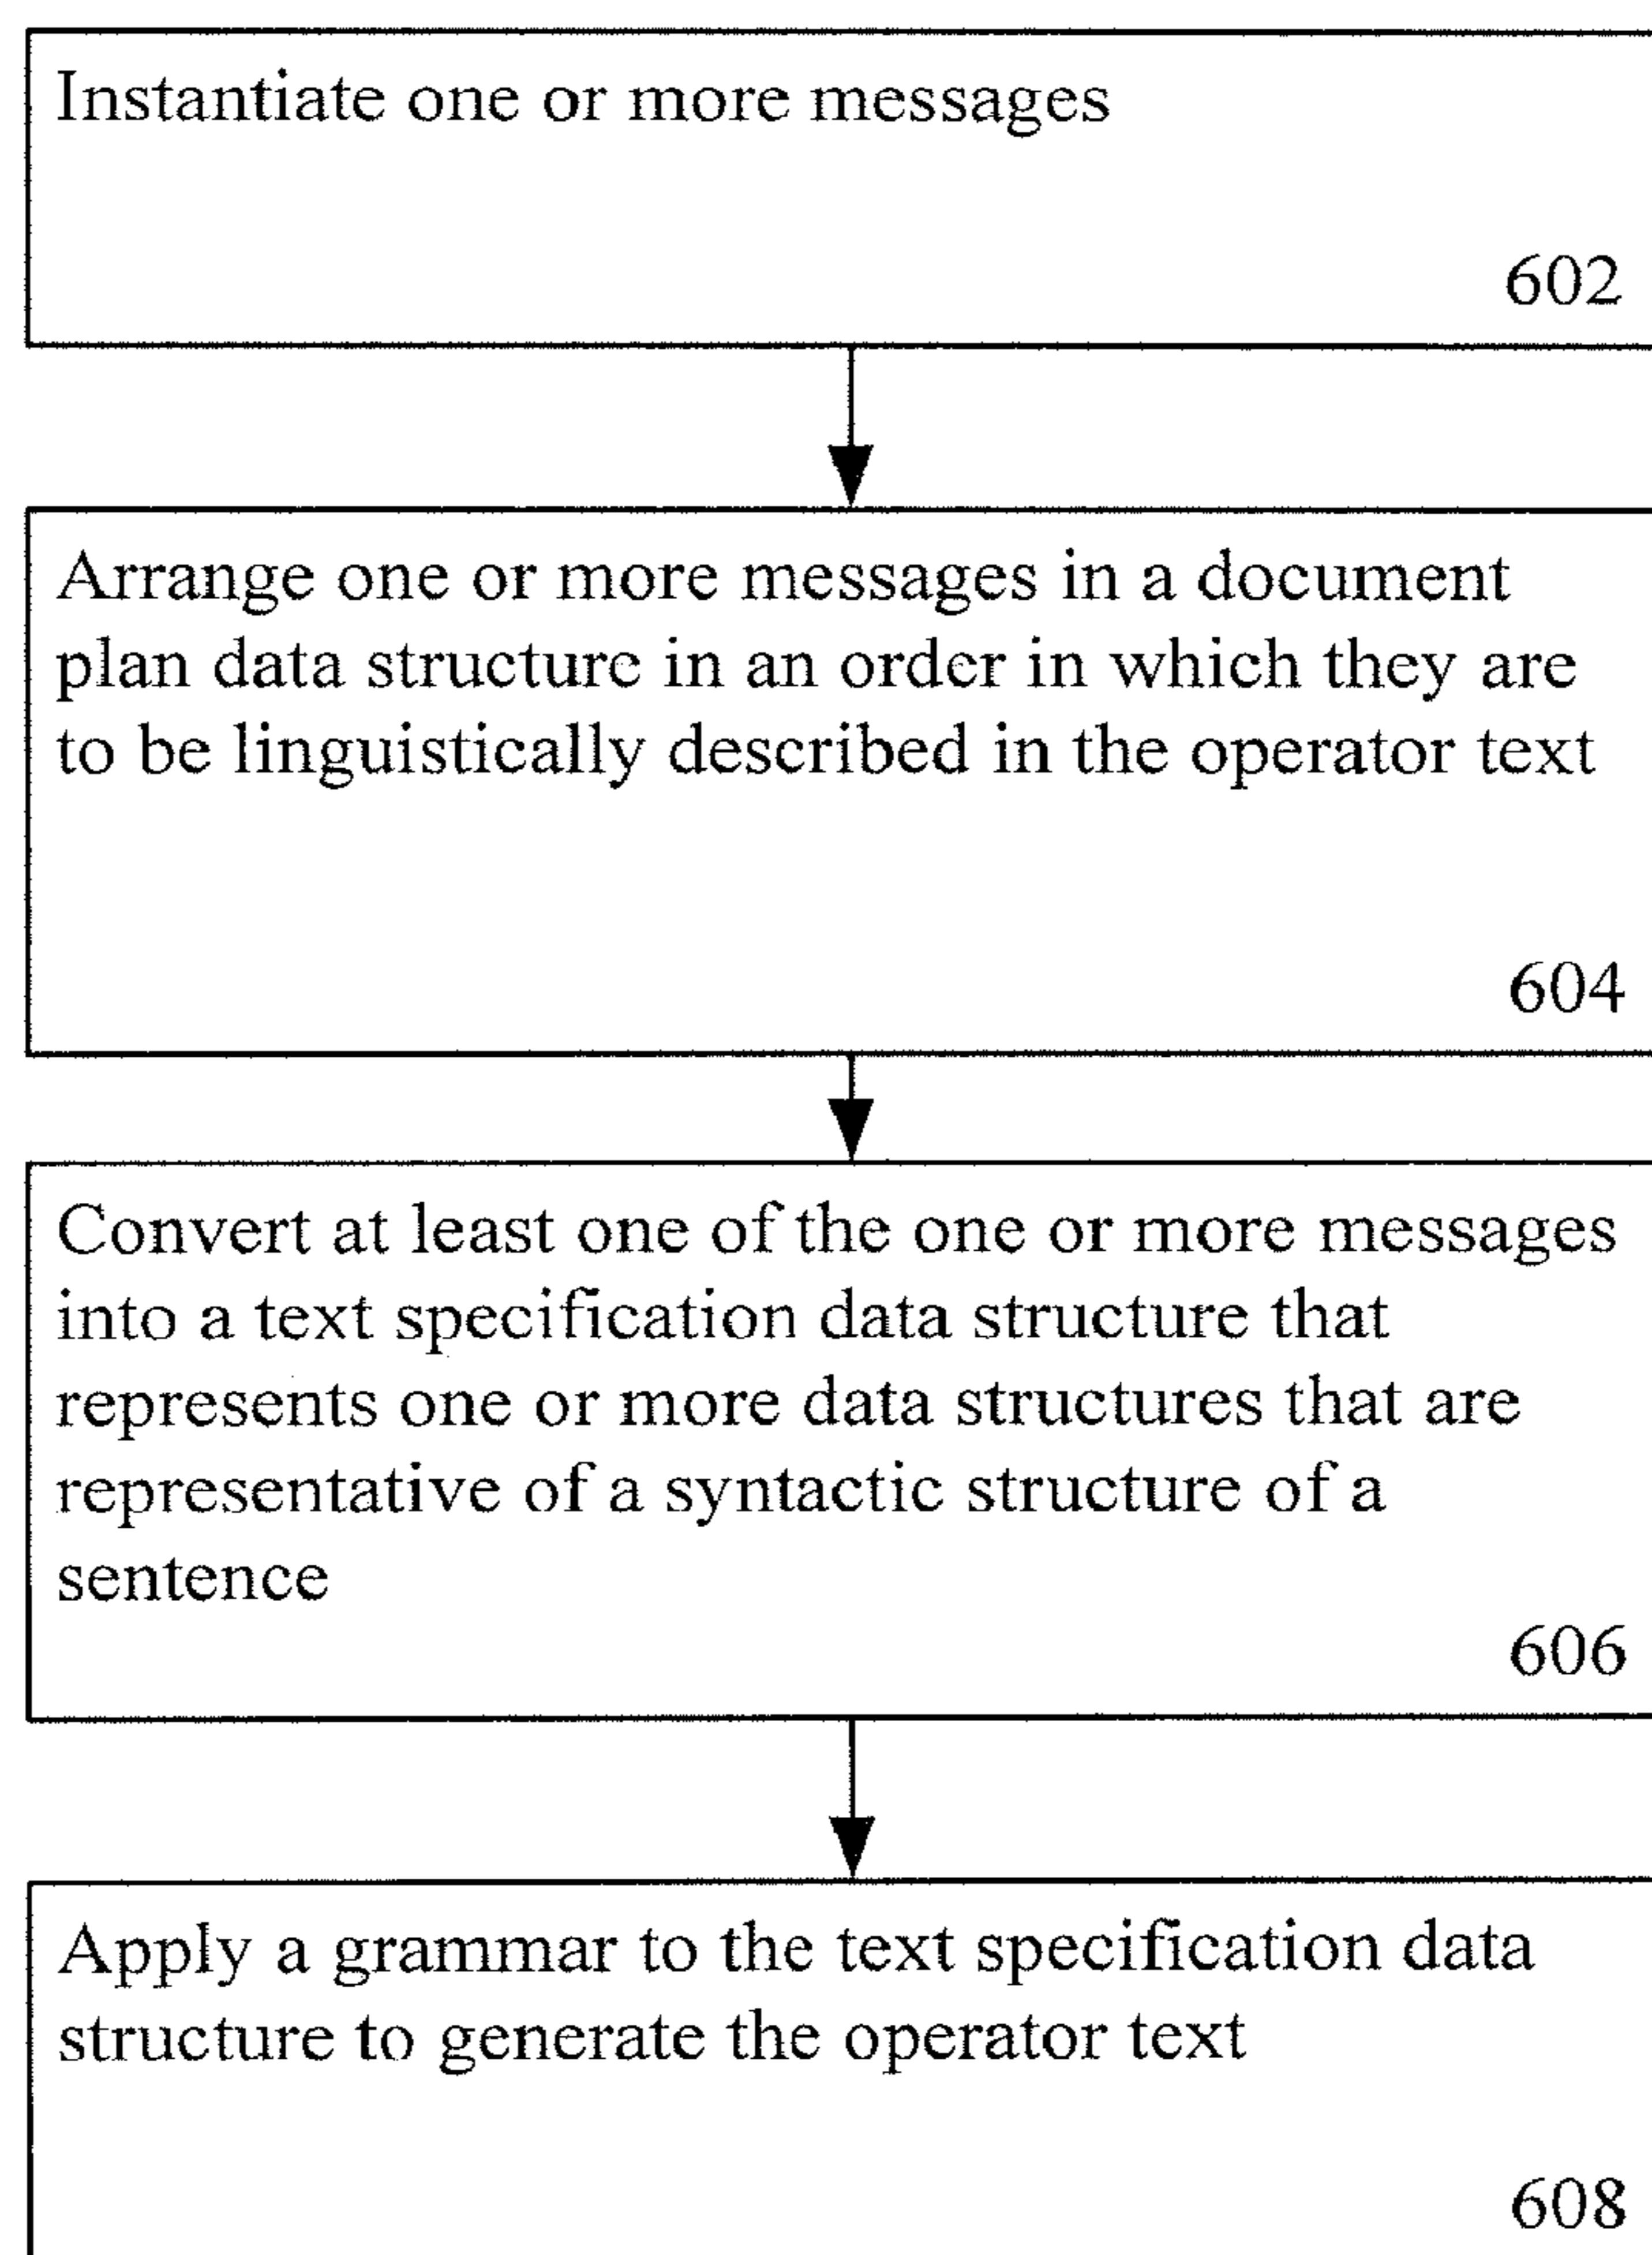 Instantiate one or more messages
602
Arrange one or more messages in a document
plan data structure in an order in which they are
to be linguistically described in the operator text
604
Convert at least one of the one or more messages
into a text specification data structure that
represents one or more data structures that are
representative of a syntactic structure of a
sentence
606
Apply a grammar to the text specification data
structure to generate the operator text
608